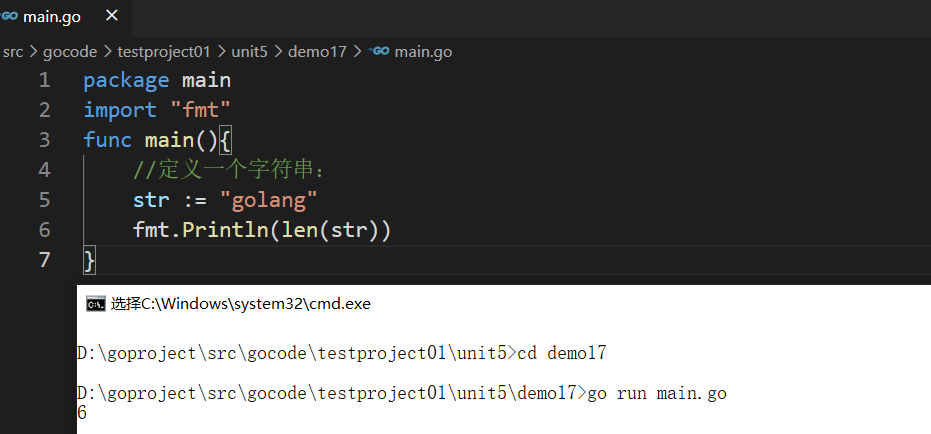 main.go
src > gocode > testproject01 > unit5 > demo17 > main.go
1 package main
2 import "fmt"
3 func main(){
4     //定义一个字符串:
5     str := "golang"
6     fmt.Println(len(str))
7 }
选择C:\Windows\system32\cmd.exe
D:\goproject\src\gocode\testproject01\unit5>cd demo17
D:\goproject\src\gocode\testproject01\unit5\demo17>go run main.go
6